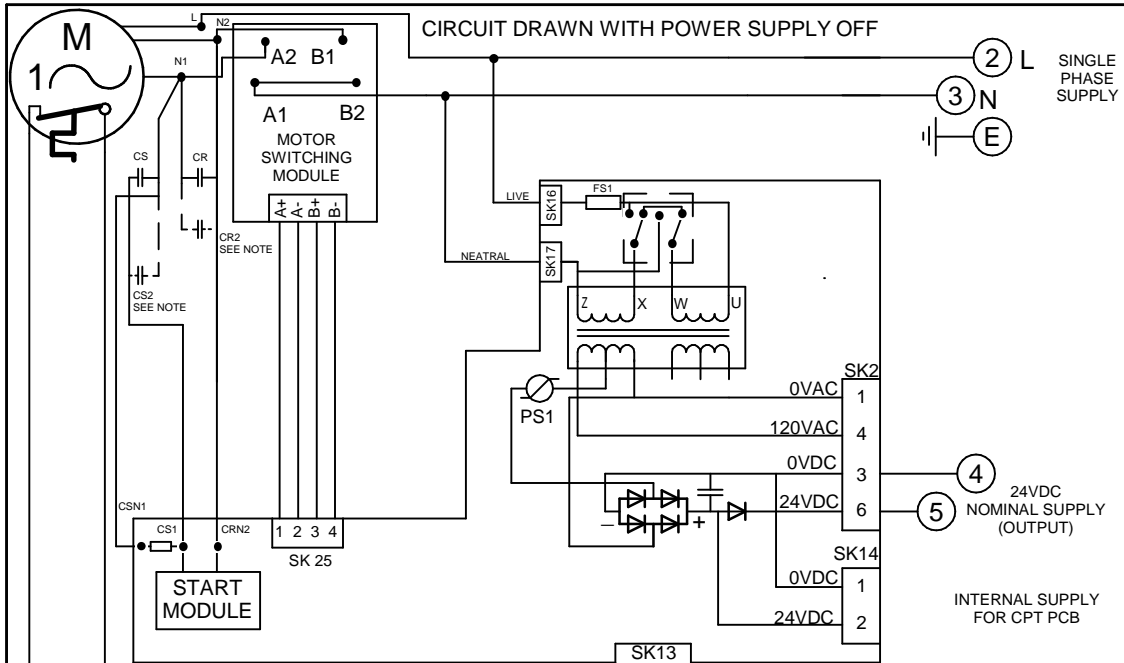 CIRCUIT DRAWN WITH POWER SUPPLY OFF
M
1
L
N2
N1
A2 B1
A1 B2
MOTOR
SWITCHING
MODULE
A+ A- B+ B-
2 L
3 N
E
SINGLE
PHASE
SUPPLY
CS
CR
CR2
SEE NOTE
CS2
SEE NOTE
LIVE
SK16
FS1
NEATRAL
SK17
Z X W U
PS1
SK2
0VAC 1
120VAC 4
0VDC 3
24VDC 6
4
5
24VDC
NOMINAL SUPPLY
(OUTPUT)
– +
CSN1
CS1
CRN2
1 2 3 4
SK 25
START
MODULE
SK14
0VDC 1
24VDC 2
INTERNAL SUPPLY
FOR CPT PCB
SK13